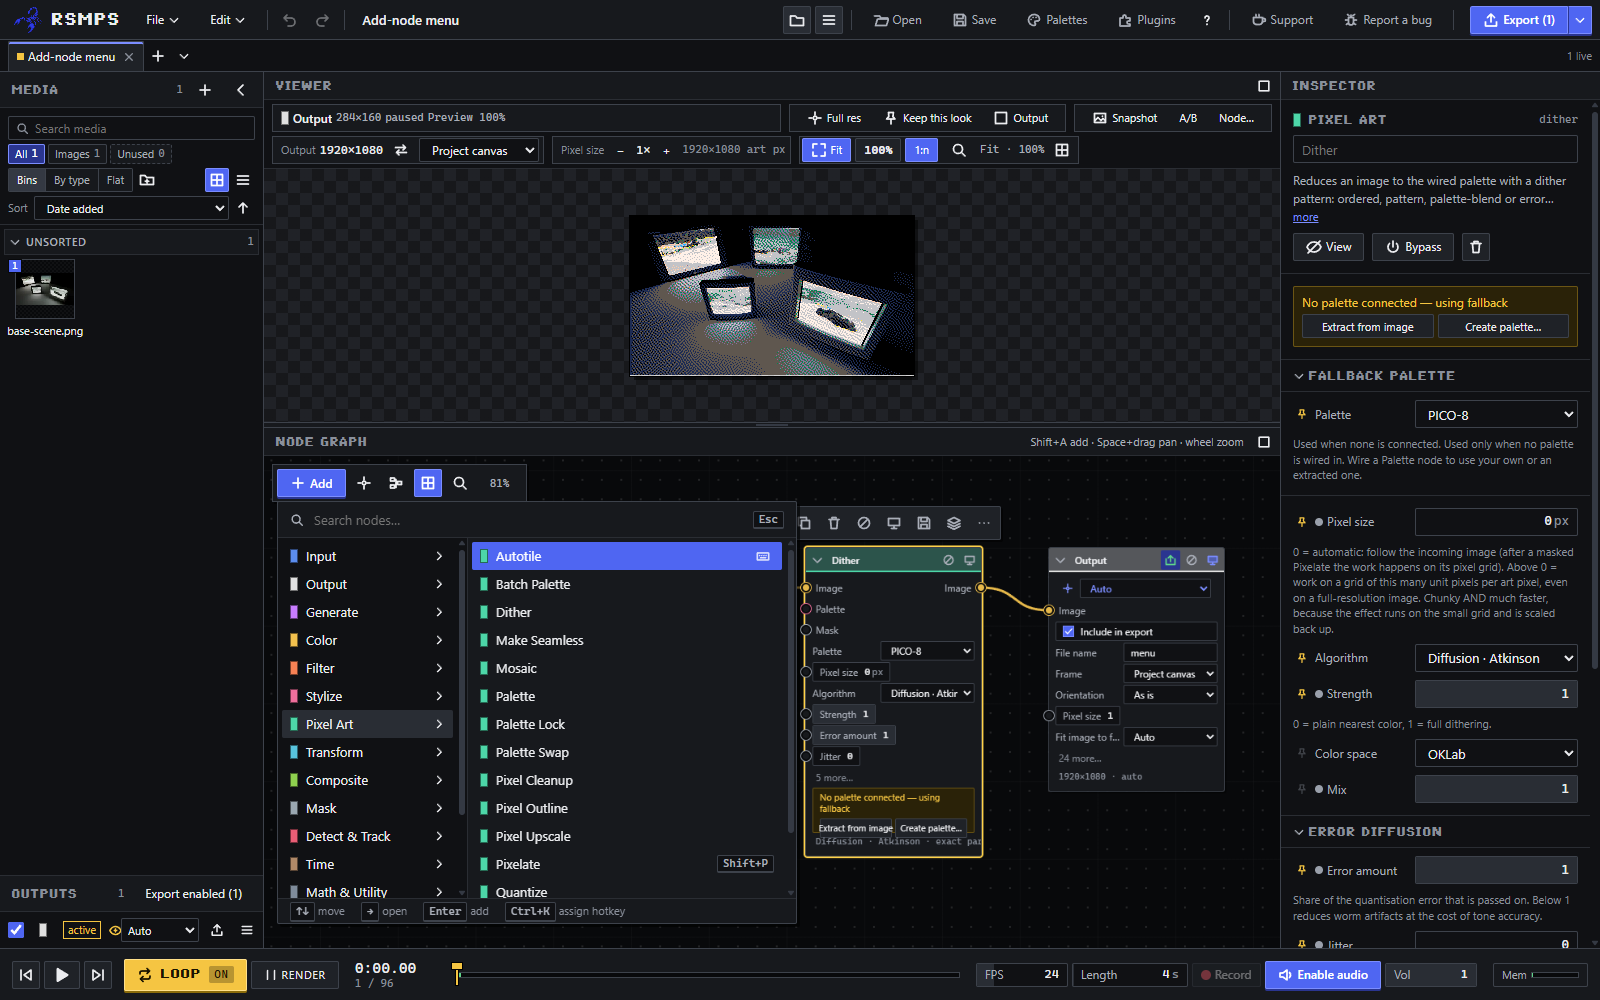 RSMPS
File
Edit
Add-node menu
Open
Save
Palettes
Plugins
?
Support
Report a bug
Export (1)
Add-node menu
1 live
MEDIA 1
Search media
All 1
Images 1
Unused 0
Bins
By type
Flat
Sort
Date added
UNSORTED 1
1
base-scene.png
OUTPUTS 1 Export enabled (1)
active
Auto
VIEWER
Output 284×160 paused Preview 100%
Full res
Keep this look
Output
Snapshot
A/B
Node...
Output 1920×1080
Project canvas
Pixel size − 1× + 1920×1080 art px
Fit
100%
1:n
Fit · 100%
NODE GRAPH
Shift+A add · Space+drag pan · wheel zoom
Add
81%
Search nodes...
Esc
Input
Output
Generate
Color
Filter
Stylize
Pixel Art
Transform
Composite
Mask
Detect & Track
Time
Math & Utility
Autotile
Batch Palette
Dither
Make Seamless
Mosaic
Palette
Palette Lock
Palette Swap
Pixel Cleanup
Pixel Outline
Pixel Upscale
Pixelate Shift+P
Quantize
↑↓ move → open Enter add Ctrl+K assign hotkey
Dither
Image Image
Palette
Mask
Palette PICO-8
Pixel size 0 px
Algorithm Diffusion · Atkir
Strength 1
Error amount 1
Jitter 0
5 more...
No palette connected — using
fallback
Extract from image
Create palette...
Diffusion · Atkinson · exact par
Output
Auto
Image
Include in export
File name menu
Frame Project canvas
Orientation As is
Pixel size 1
Fit image to f... Auto
24 more...
1920×1080 · auto
INSPECTOR
PIXEL ART dither
Dither
Reduces an image to the wired palette with a dither
pattern: ordered, pattern, palette-blend or error...
more
View
Bypass
No palette connected — using fallback
Extract from image
Create palette...
FALLBACK PALETTE
Palette PICO-8
Used when none is connected. Used only when no palette
is wired in. Wire a Palette node to use your own or an
extracted one.
Pixel size 0 px
0 = automatic: follow the incoming image (after a masked
Pixelate the work happens on its pixel grid). Above 0 =
work on a grid of this many unit pixels per art pixel, even
on a full-resolution image. Chunky AND much faster,
because the effect runs on the small grid and is scaled
back up.
Algorithm Diffusion · Atkinson
Strength 1
0 = plain nearest color, 1 = full dithering.
Color space OKLab
Mix 1
ERROR DIFFUSION
Error amount 1
Share of the quantisation error that is passed on. Below 1
reduces worm artifacts at the cost of tone accuracy.
Jitter 0
LOOP ON
RENDER
0:00.00
1 / 96
FPS 24
Length 4 s
Record
Enable audio
Vol 1
Mem